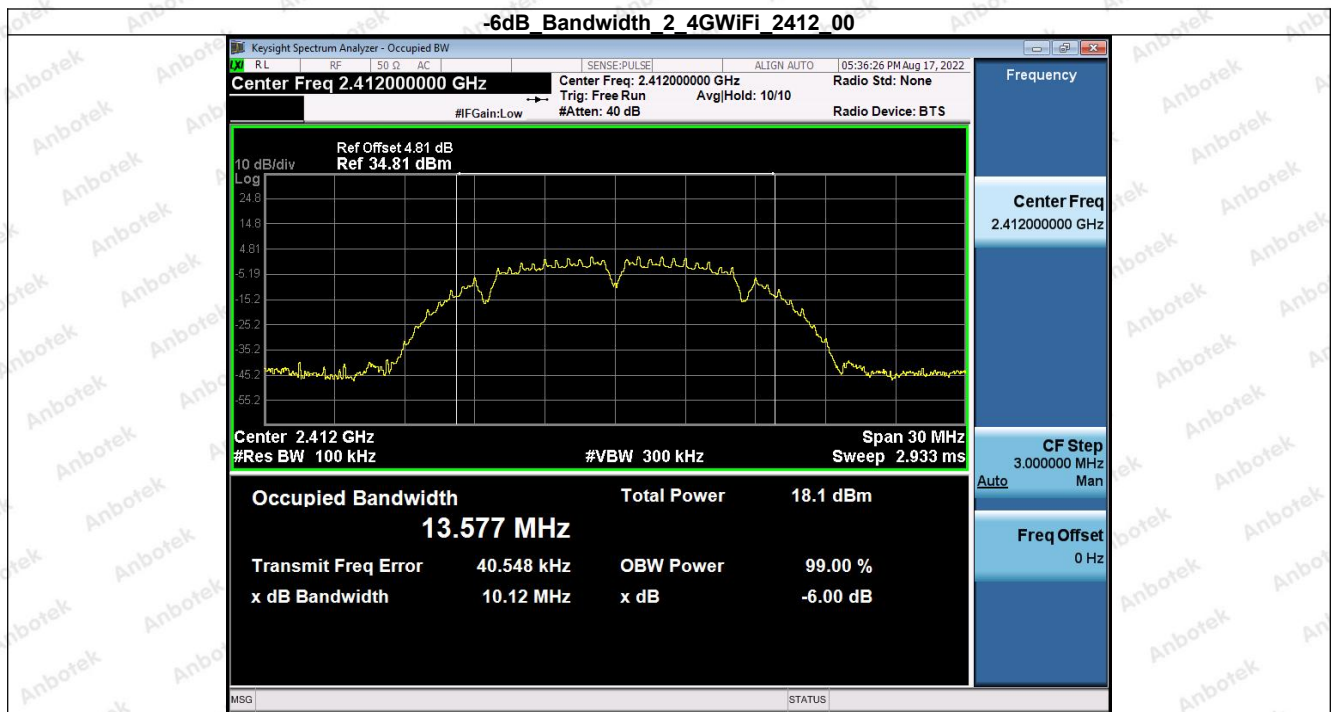 -6dB_Bandwidth_2_4GWiFi_2412_00
Keysight Spectrum Analyzer - Occupied BW
LXI RL RF 50 Ω AC SENSE:PULSE ALIGN AUTO 05:36:26 PM Aug 17, 2022
Center Freq 2.412000000 GHz
Center Freq: 2.412000000 GHz Radio Std: None
Trig: Free Run Avg|Hold: 10/10
#IFGain:Low #Atten: 40 dB Radio Device: BTS
Ref Offset 4.81 dB
10 dB/div Ref 34.81 dBm
Log
24.8
14.8
4.81
-5.19
-15.2
-25.2
-35.2
-45.2
-55.2
Center 2.412 GHz Span 30 MHz
#Res BW 100 kHz #VBW 300 kHz Sweep 2.933 ms
Occupied Bandwidth Total Power 18.1 dBm
13.577 MHz
Transmit Freq Error 40.548 kHz OBW Power 99.00 %
x dB Bandwidth 10.12 MHz x dB -6.00 dB
MSG STATUS
Frequency
Center Freq
2.412000000 GHz
CF Step
3.000000 MHz
Auto Man
Freq Offset
0 Hz
Anbotek